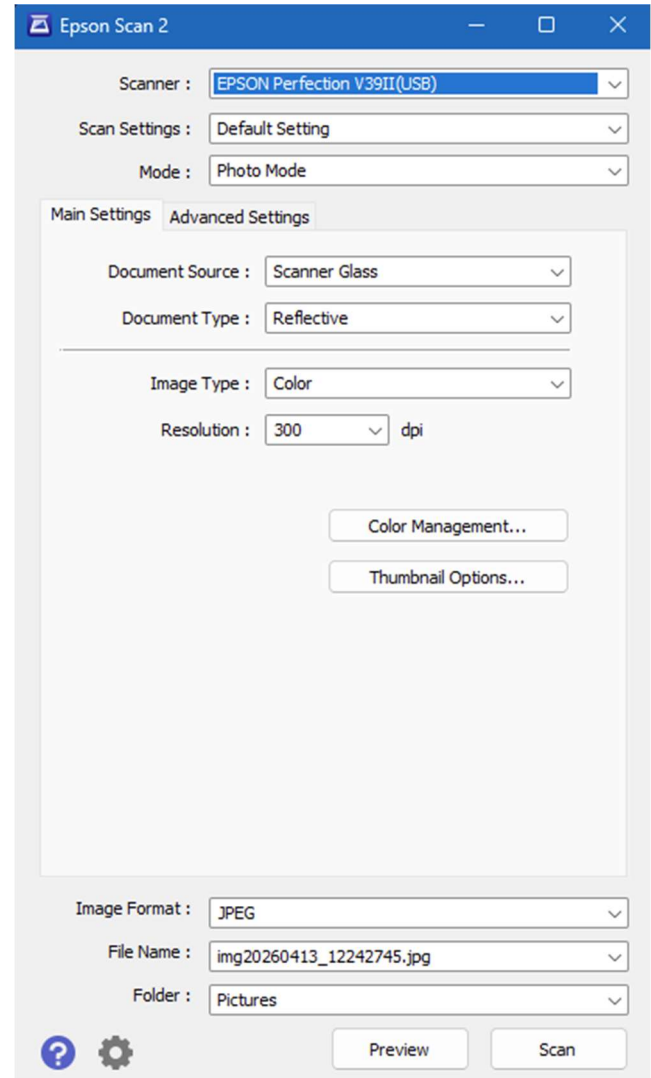 Epson Scan 2
Scanner : EPSON Perfection V39II(USB)
Scan Settings : Default Setting
Mode : Photo Mode
Main Settings Advanced Settings
Document Source : Scanner Glass
Document Type : Reflective
Image Type : Color
Resolution : 300 dpi
Color Management...
Thumbnail Options...
Image Format : JPEG
File Name : img20260413_12242745.jpg
Folder : Pictures
? Preview Scan